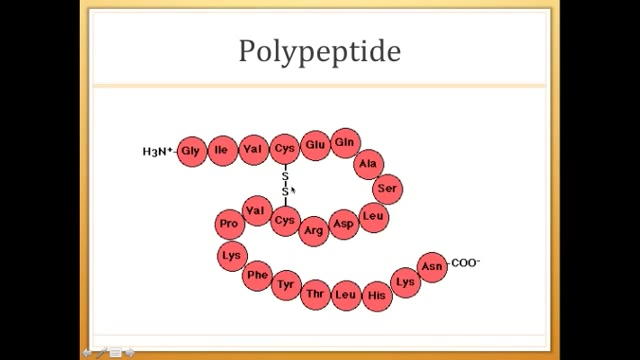 Polypeptide
H3N+ Gly Ile Val Cys Glu Gln
Ala
Ser
S
S
Pro Val Cys Arg Asp Leu
Lys
Phe Tyr Thr Leu His Lys Asn COO-